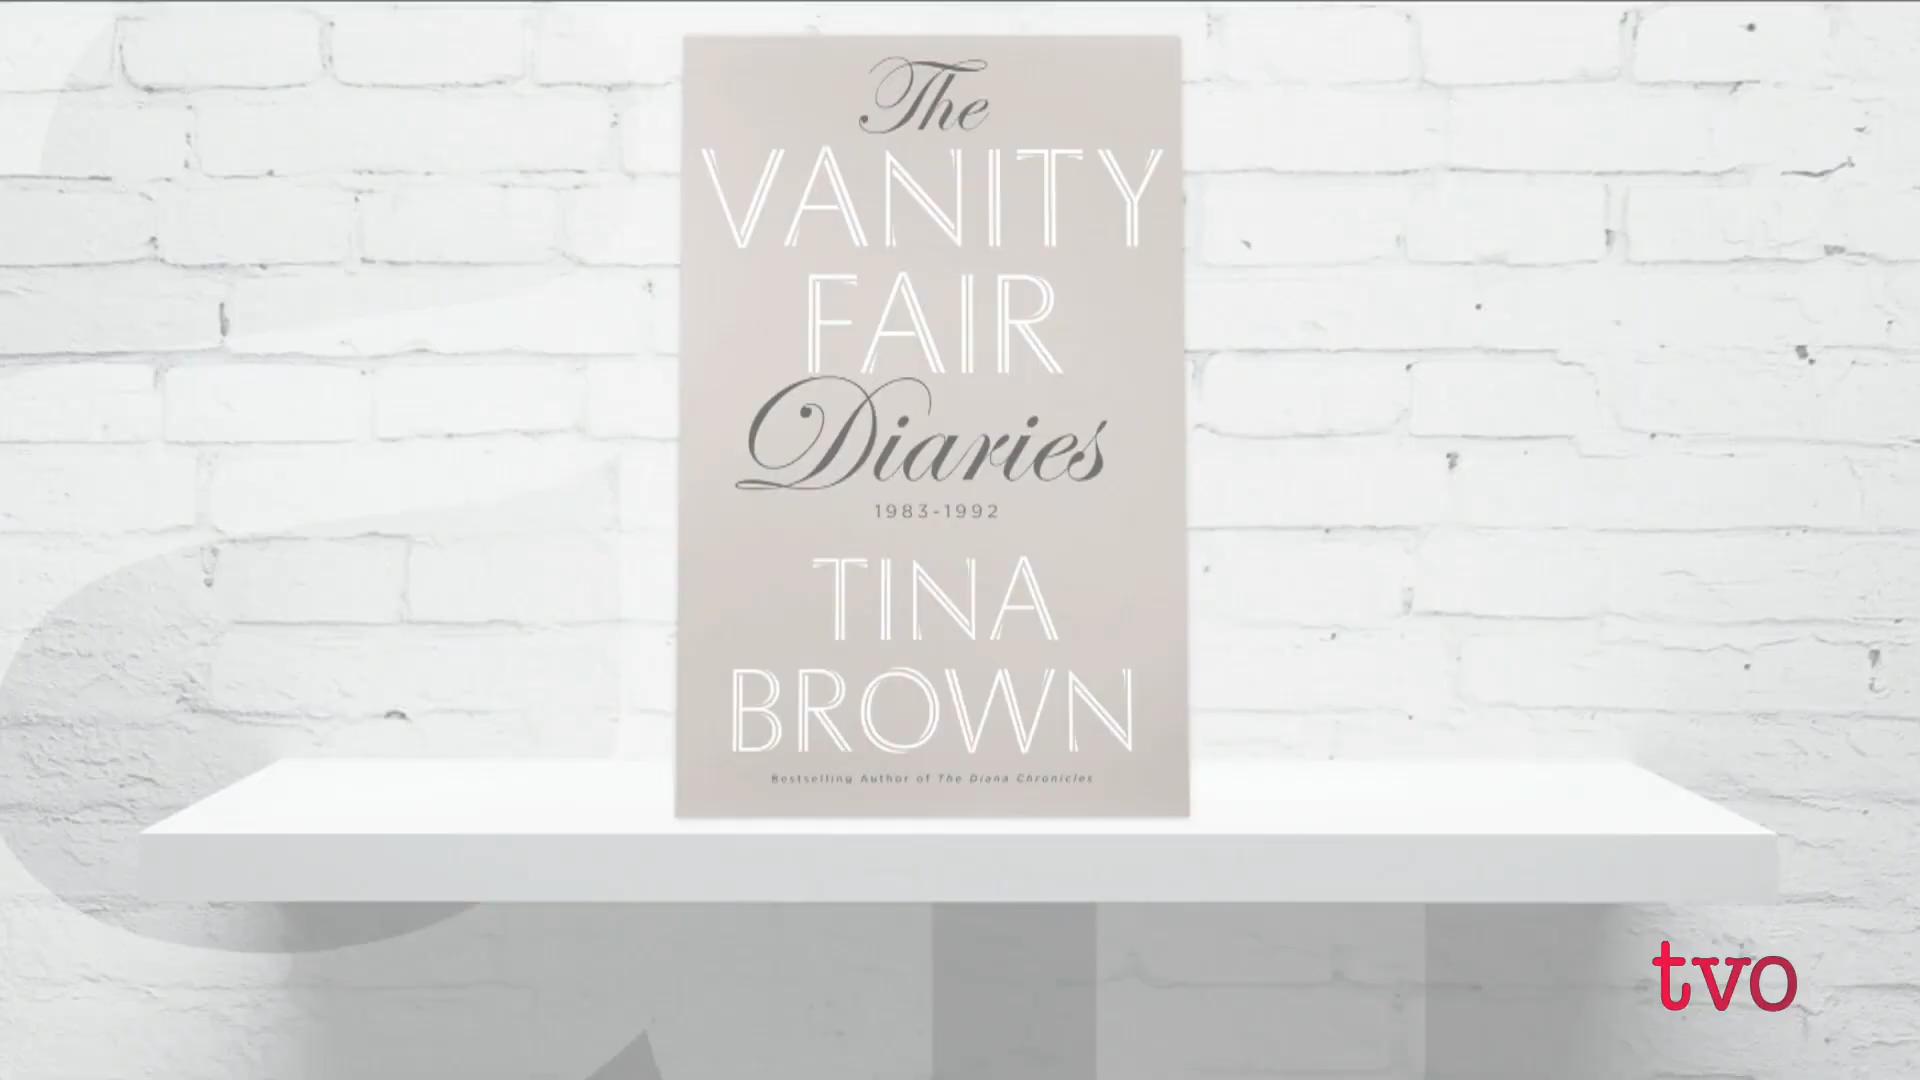 The
VANITY
FAIR
Diaries
1983-1992
TINA
BROWN
Bestselling Author of The Diana Chronicles
tvo